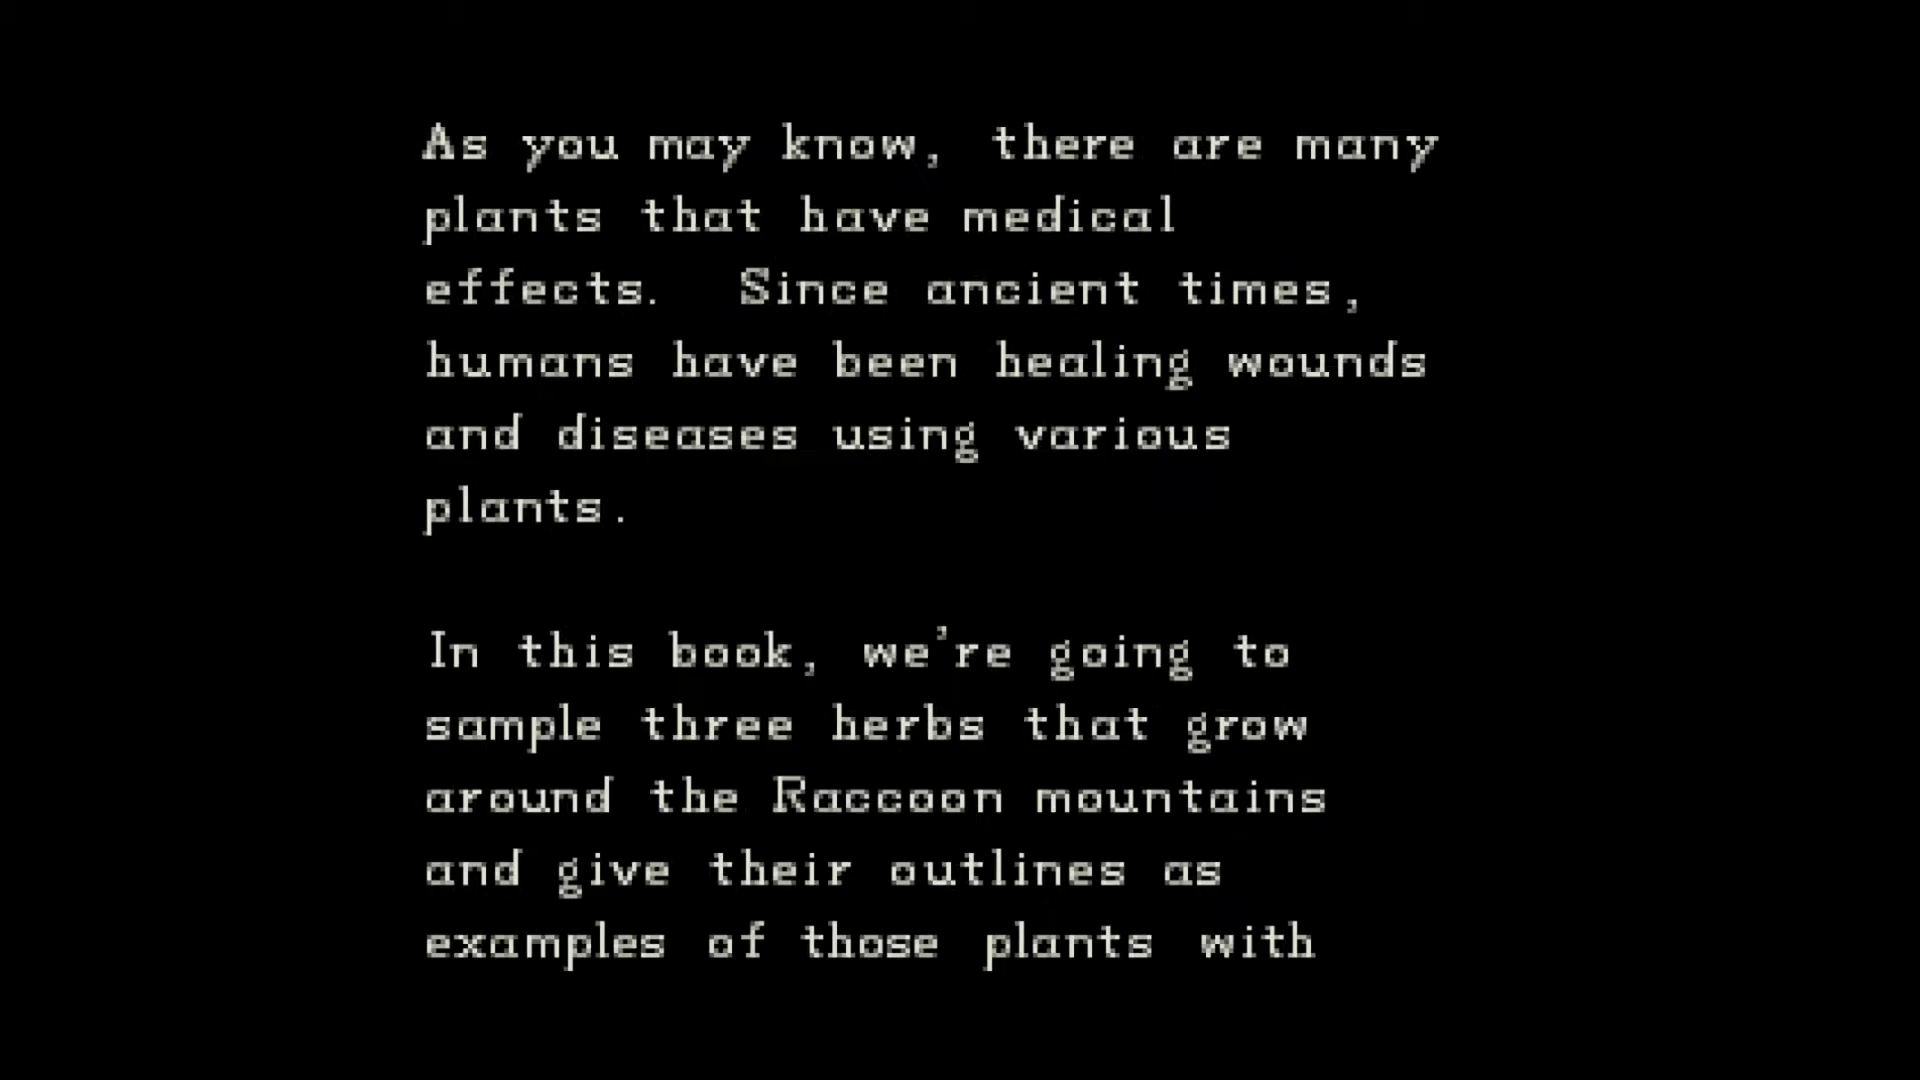 As you may know, there are many
plants that have medical
effects. Since ancient times,
humans have been healing wounds
and diseases using various
plants.
In this book, we're going to
sample three herbs that grow
around the Raccoon mountains
and give their outlines as
examples of those plants with